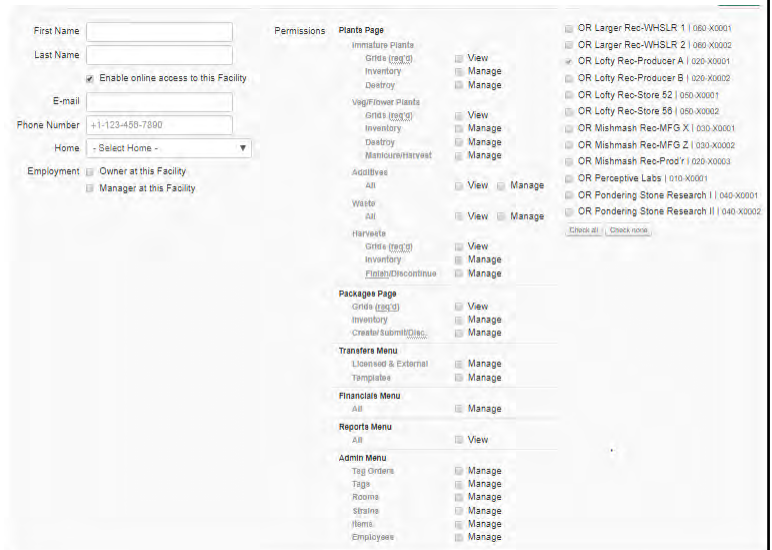 First Name
Last Name
Enable online access to this Facility
E-mail
Phone Number +1-123-456-7890
Home - Select Home -
Employment Owner at this Facility
Manager at this Facility
Permissions
Plants Page
Immature Plants
Grids (req'd) View
Inventory Manage
Destroy Manage
Veg/Flower Plants
Grids (req'd) View
Inventory Manage
Destroy Manage
Manicure/Harvest Manage
Additives
All View Manage
Waste
All View Manage
Harvests
Grids (req'd) View
Inventory Manage
Finish/Discontinue Manage
Packages Page
Grids (req'd) View
Inventory Manage
Create/Submit/Disc. Manage
Transfers Menu
Licensed & External Manage
Templates Manage
Financials Menu
All Manage
Reports Menu
All View
Admin Menu
Tag Orders Manage
Tags Manage
Rooms Manage
Strains Manage
Items Manage
Employees Manage
OR Larger Rec-WHSLR 1 | 060-X0001
OR Larger Rec-WHSLR 2 | 060-X0002
OR Lofty Rec-Producer A | 020-X0001
OR Lofty Rec-Producer B | 020-X0002
OR Lofty Rec-Store 52 | 050-X0001
OR Lofty Rec-Store 56 | 050-X0002
OR Mishmash Rec-MFG X | 030-X0001
OR Mishmash Rec-MFG Z | 030-X0002
OR Mishmash Rec-Prod'r | 020-X0003
OR Perceptive Labs | 010-X0001
OR Pondering Stone Research I | 040-X0001
OR Pondering Stone Research II | 040-X0002
Check all Check none